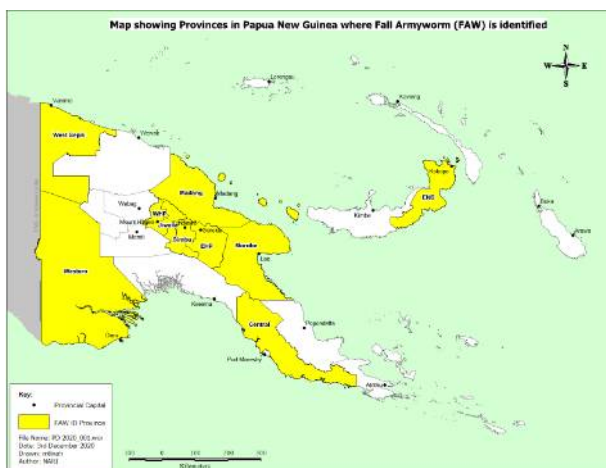 Map showing Provinces in Papua New Guinea where Fall Armyworm (FAW) is identified
N
W E
S
Lorengau
Vanimo
Kavieng
West Sepik
Wewak
Kokopo
Madang
Madang
ENB
Wabag
Kimbe
Buka
Mount Hagen
WHP
Jiwaka
Goroka
Mendi
Simbu
EHP
Morobe
Arawa
Lae
Western
Kerema
Central
Popondetta
Daru
Port Moresby
Alotau
Key:
Provincial Capital
FAW ID Province
Date: 3rd December 2020
Author: NARI
Kilometers